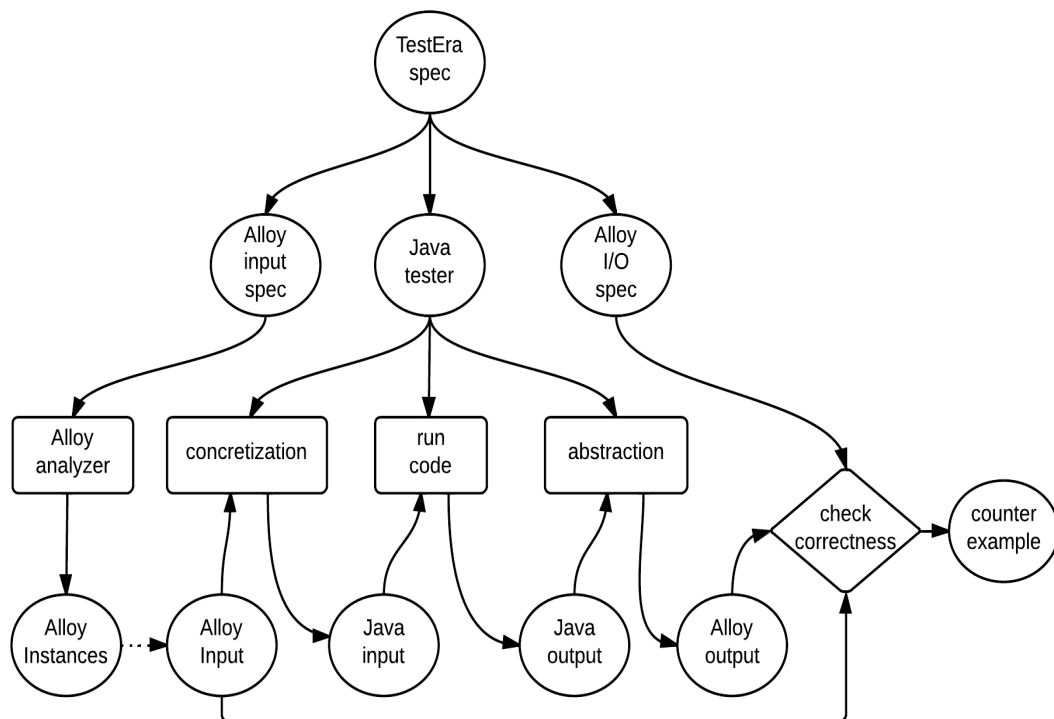 TestEra
spec
Alloy
input
spec
Java
tester
Alloy
I/O
spec
Alloy
analyzer
concretization
run
code
abstraction
check
correctness
counter
example
Alloy
Instances
Alloy
Input
Java
input
Java
output
Alloy
output